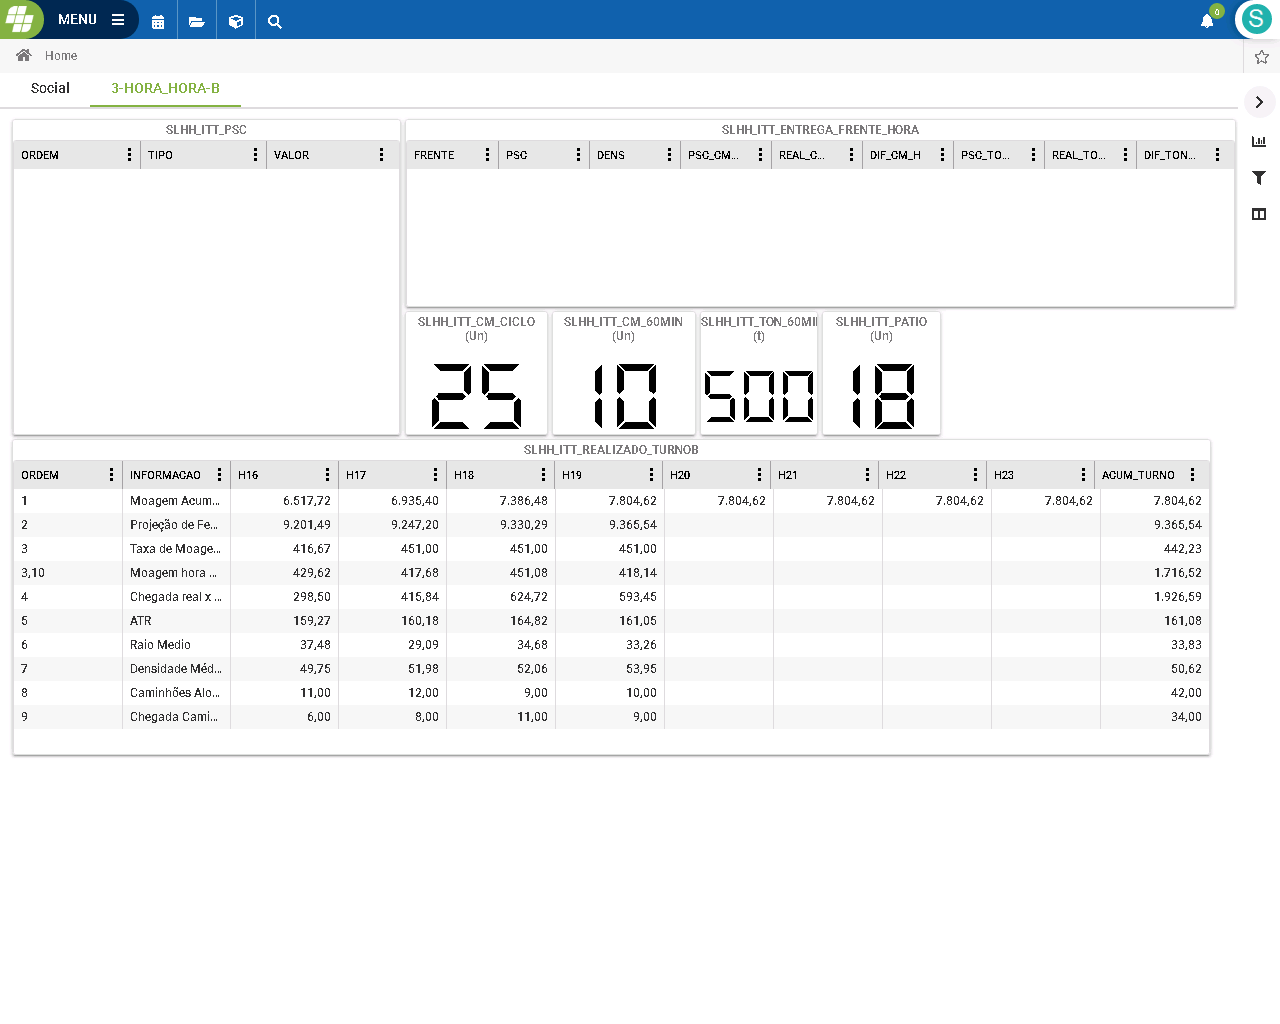 MENU
0
S
Home
Social 3-HORA_HORA-B
SLHH_ITT_PSC
ORDEM TIPO VALOR
SLHH_ITT_ENTREGA_FRENTE_HORA
FRENTE PSC DENS PSC_CM... REAL_C... DIF_CM_H PSC_TO... REAL_TO... DIF_TON...
SLHH_ITT_CM_CICLO
(Un)
25
SLHH_ITT_CM_60MIN
(Un)
10
SLHH_ITT_TON_60MI
(t)
500
SLHH_ITT_PATIO
(Un)
18
SLHH_ITT_REALIZADO_TURNOB
ORDEM INFORMACAO H16 H17 H18 H19 H20 H21 H22 H23 ACUM_TURNO
1 Moagem Acum... 6.517,72 6.935,40 7.386,48 7.804,62 7.804,62 7.804,62 7.804,62 7.804,62 7.804,62
2 Projeção de Fe... 9.201,49 9.247,20 9.330,29 9.365,54 9.365,54
3 Taxa de Moage... 416,67 451,00 451,00 451,00 442,23
3,10 Moagem hora ... 429,62 417,68 451,08 418,14 1.716,52
4 Chegada real x ... 298,50 415,84 624,72 593,45 1.926,59
5 ATR 159,27 160,18 164,82 161,05 161,08
6 Raio Medio 37,48 29,09 34,68 33,26 33,83
7 Densidade Méd... 49,75 51,98 52,06 53,95 50,62
8 Caminhões Alo... 11,00 12,00 9,00 10,00 42,00
9 Chegada Cami... 6,00 8,00 11,00 9,00 34,00